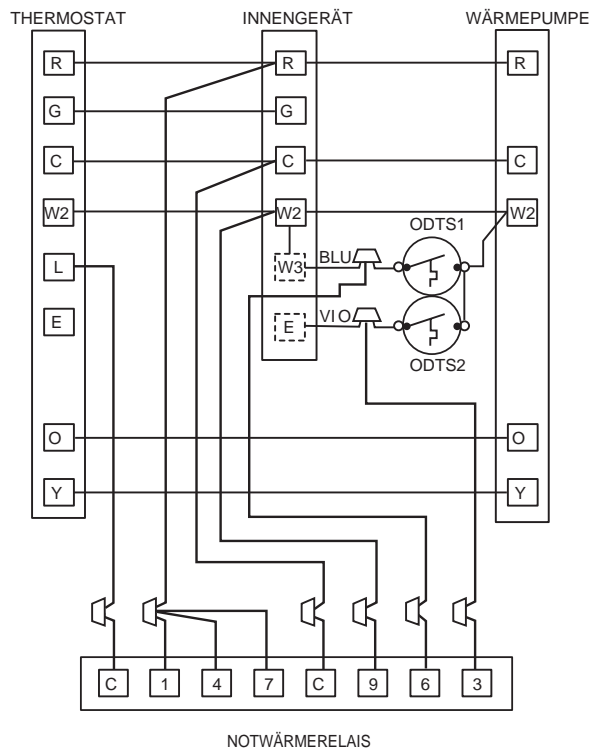 THERMOSTAT INNENGERÄT WÄRMEPUMPE
R R R
G G
C C C
W2 W2 W2
ODTS1
L W3 BLU
E E VIO
ODTS2
O O
Y Y
C 1 4 7 C 9 6 3
NOTWÄRMERELAIS